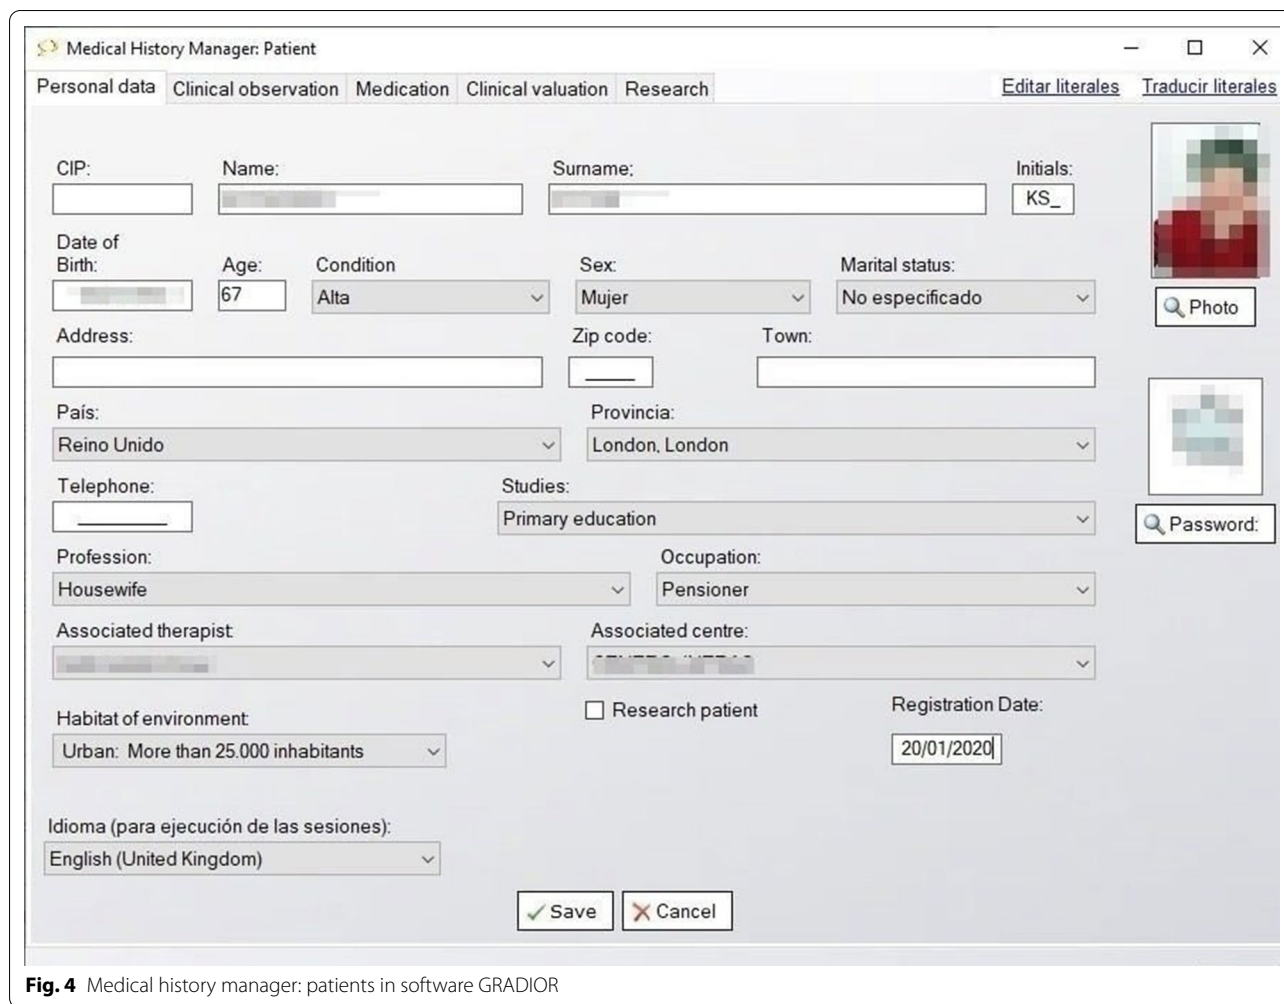 Medical History Manager: Patient
Personal data Clinical observation Medication Clinical valuation Research Editar literales Traducir literales
CIP: Name: Surname: Initials:
KS_
Date of
Birth: Age: Condition Sex: Marital status:
67 Alta Mujer No especificado
Photo
Address: Zip code: Town:
País: Provincia:
Reino Unido London, London
Telephone: Studies:
Primary education
Password:
Profession: Occupation:
Housewife Pensioner
Associated therapist: Associated centre:
Habitat of environment: Research patient Registration Date:
Urban: More than 25.000 inhabitants 20/01/2020
Idioma (para ejecución de las sesiones):
English (United Kingdom)
Save Cancel
Fig. 4 Medical history manager: patients in software GRADIOR